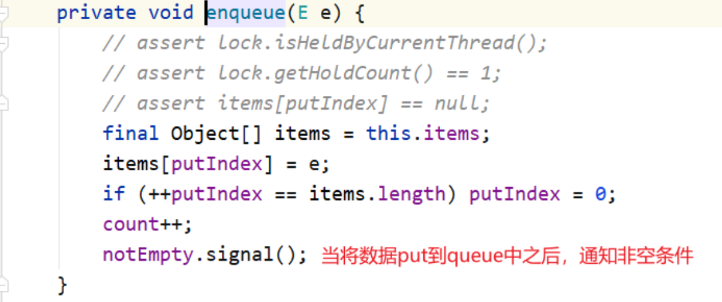 private void enqueue(E e) {
// assert lock.isHeldByCurrentThread();
// assert lock.getHoldCount() == 1;
// assert items[putIndex] == null;
final Object[] items = this.items;
items[putIndex] = e;
if (++putIndex == items.length) putIndex = 0;
count++;
notEmpty.signal(); 当将数据put到queue中之后，通知非空条件
}